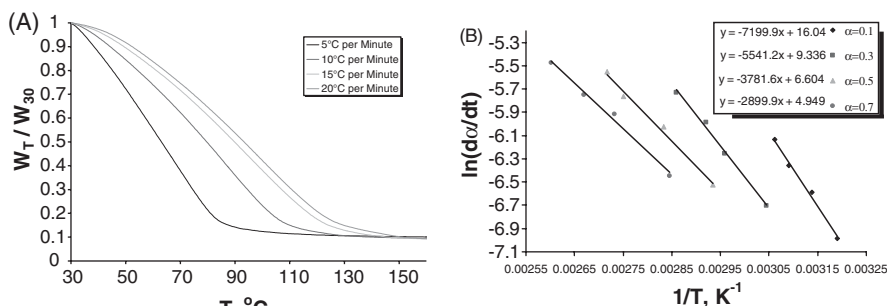 (A)
W_T / W_30
1
0.9
0.8
0.7
0.6
0.5
0.4
0.3
0.2
0.1
0
30
50
70
90
110
130
150
5°C per Minute
10°C per Minute
15°C per Minute
20°C per Minute
(B)
ln(dα/dt)
-5.3
-5.5
-5.7
-5.9
-6.1
-6.3
-6.5
-6.7
-6.9
-7.1
0.00255
0.00265
0.00275
0.00285
0.00295
0.00305
0.00315
0.00325
1/T, K⁻¹
y = -7199.9x + 16.04 α=0.1
y = -5541.2x + 9.336 α=0.3
y = -3781.6x + 6.604 α=0.5
y = -2899.9x + 4.949 α=0.7